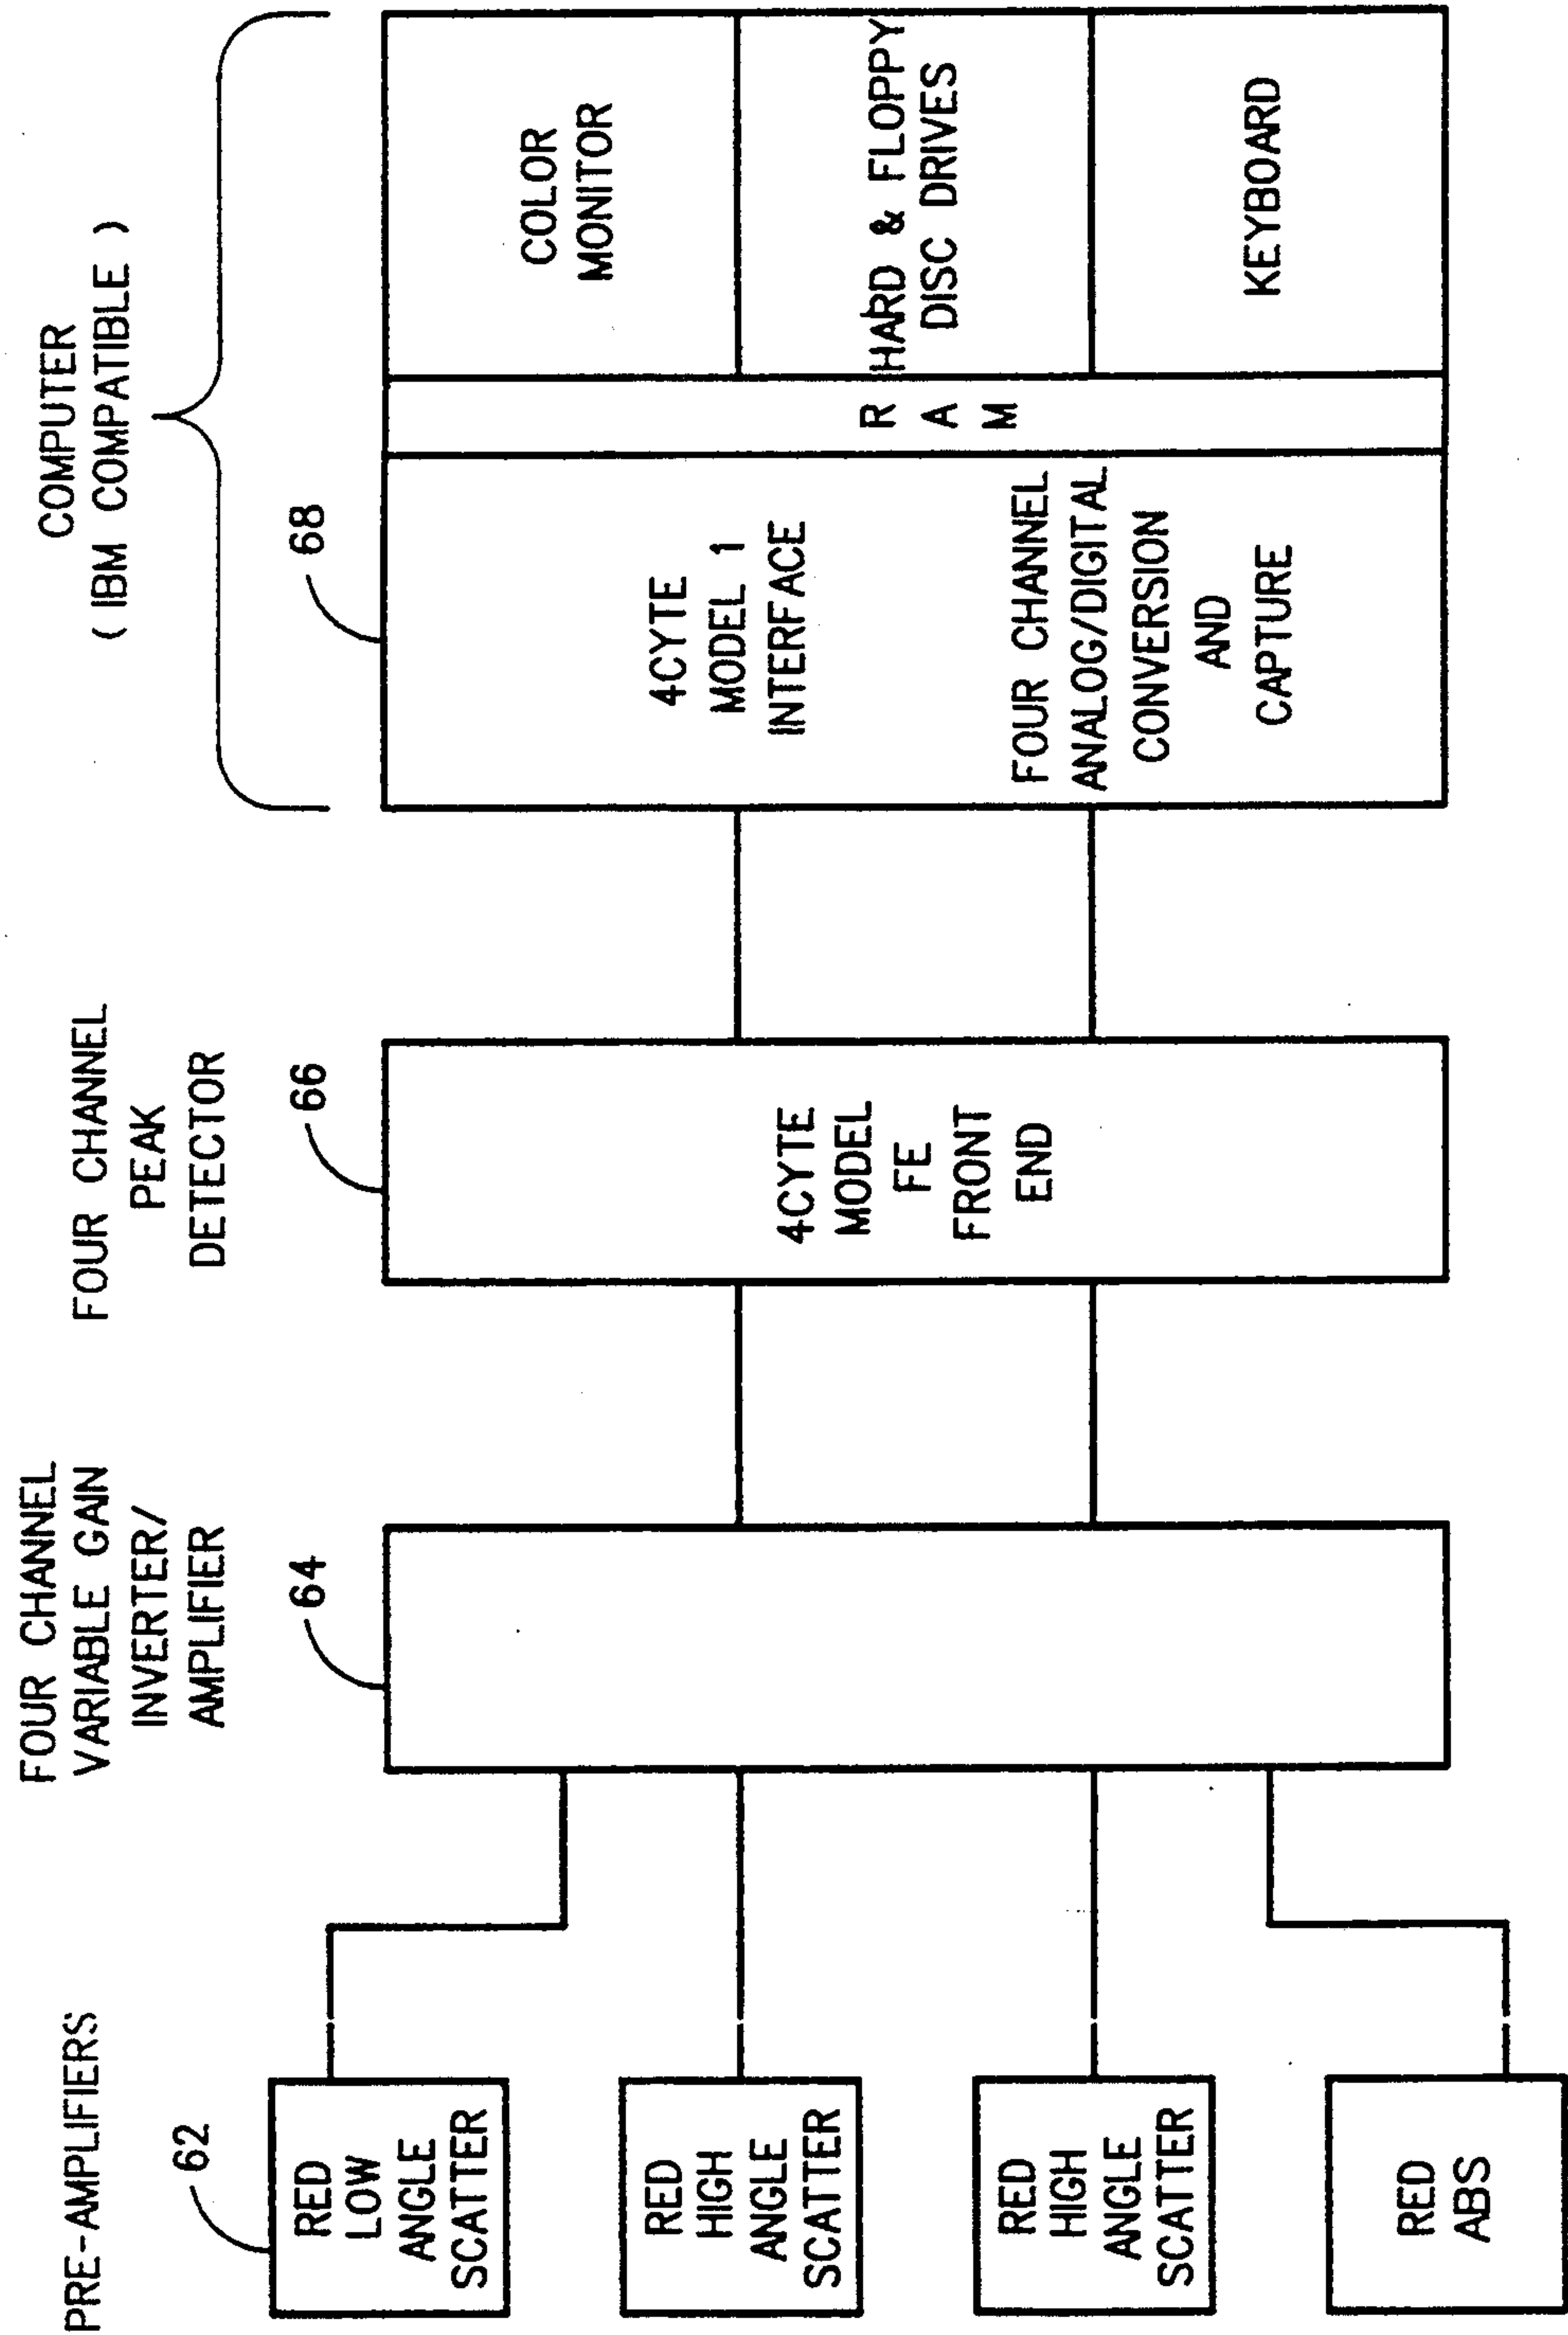 PRE-AMPLIFIERS
62
RED
LOW
ANGLE
SCATTER
RED
HIGH
ANGLE
SCATTER
RED
HIGH
ANGLE
SCATTER
RED
ABS
FOUR CHANNEL
VARIABLE GAIN
INVERTER/
AMPLIFIER
64
FOUR CHANNEL
PEAK
DETECTOR
66
4CYTE
MODEL
FE
FRONT
END
COMPUTER
( IBM COMPATIBLE )
68
4CYTE
MODEL 1
INTERFACE
FOUR CHANNEL
ANALOG/DIGITAL
CONVERSION
AND
CAPTURE
R
A
M
COLOR
MONITOR
HARD & FLOPPY
DISC DRIVES
KEYBOARD